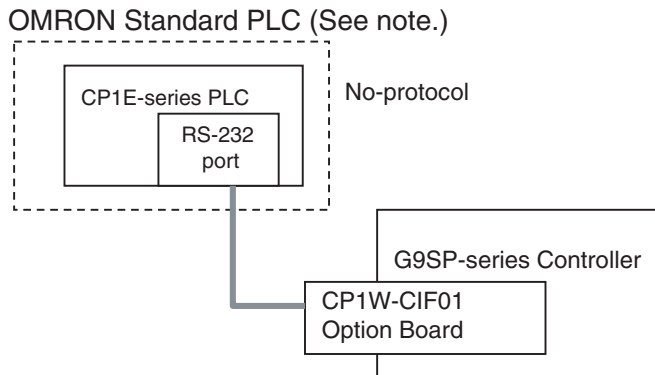 OMRON Standard PLC (See note.)
CP1E-series PLC
No-protocol
RS-232
port
G9SP-series Controller
CP1W-CIF01
Option Board